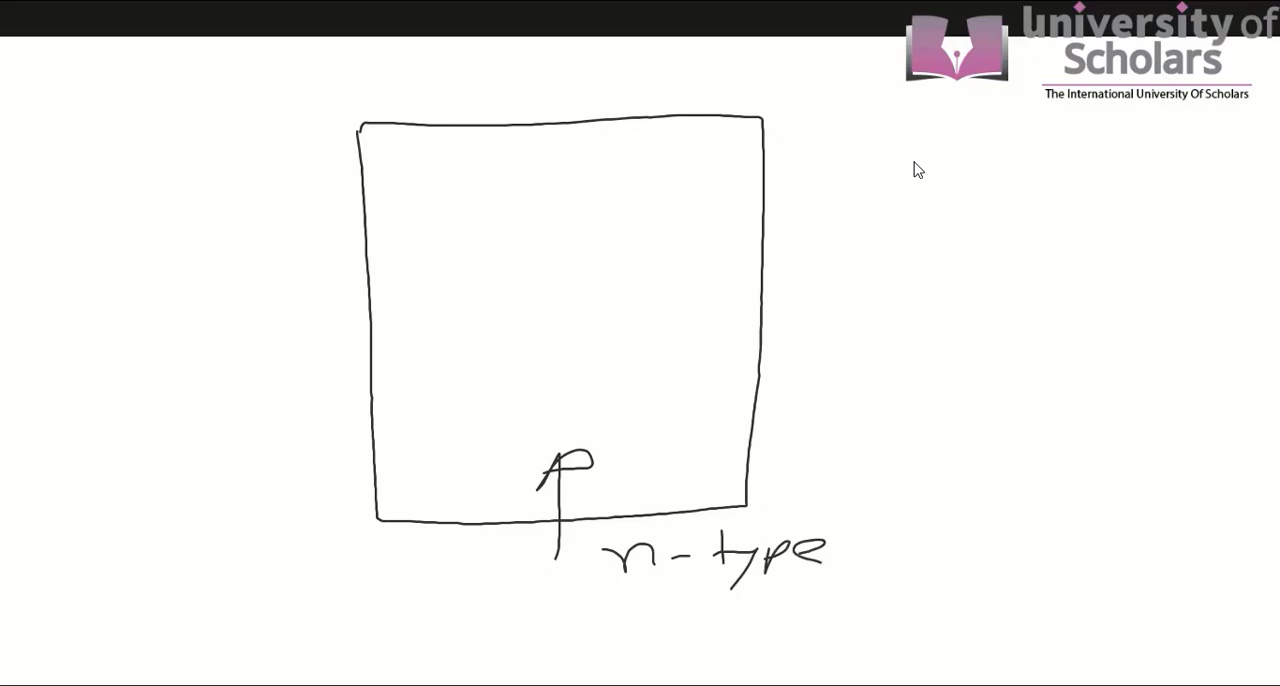 university of
Scholars
The International University Of Scholars
n-type